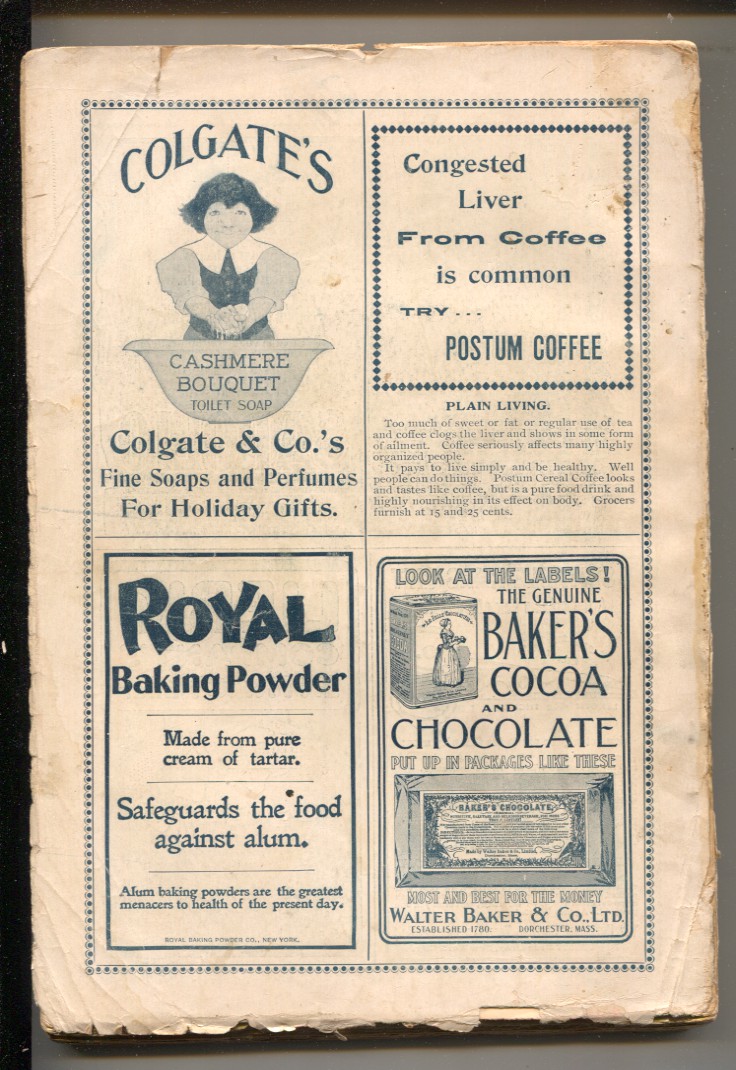 COLGATE'S
CASHMERE
BOUQUET
TOILET SOAP
Colgate & Co.'s
Fine Soaps and Perfumes
For Holiday Gifts.
Congested
Liver
From Coffee
is common
TRY...
POSTUM COFFEE
PLAIN LIVING.
Too much of sweet or fat or regular use of tea
and coffee clogs the liver and shows in some form
of ailment. Coffee seriously affects many highly
organized people.
It pays to live simply and be healthy. Well
people can do things. Postum Cereal Coffee looks
and tastes like coffee, but is a pure food drink and
highly nourishing in its effect on body. Grocers
furnish at 15 and 25 cents.
ROYAL
Baking Powder
Made from pure
cream of tartar.
Safeguards the food
against alum.
Alum baking powders are the greatest
menacers to health of the present day.
ROYAL BAKING POWDER CO., NEW YORK.
LOOK AT THE LABELS!
THE GENUINE
BAKER'S
COCOA
AND
CHOCOLATE
PUT UP IN PACKAGES LIKE THESE
BAKER'S CHOCOLATE
Made by Walter Baker & Co., Limited
MOST AND BEST FOR THE MONEY
WALTER BAKER & CO., LTD.
ESTABLISHED 1780. DORCHESTER, MASS.